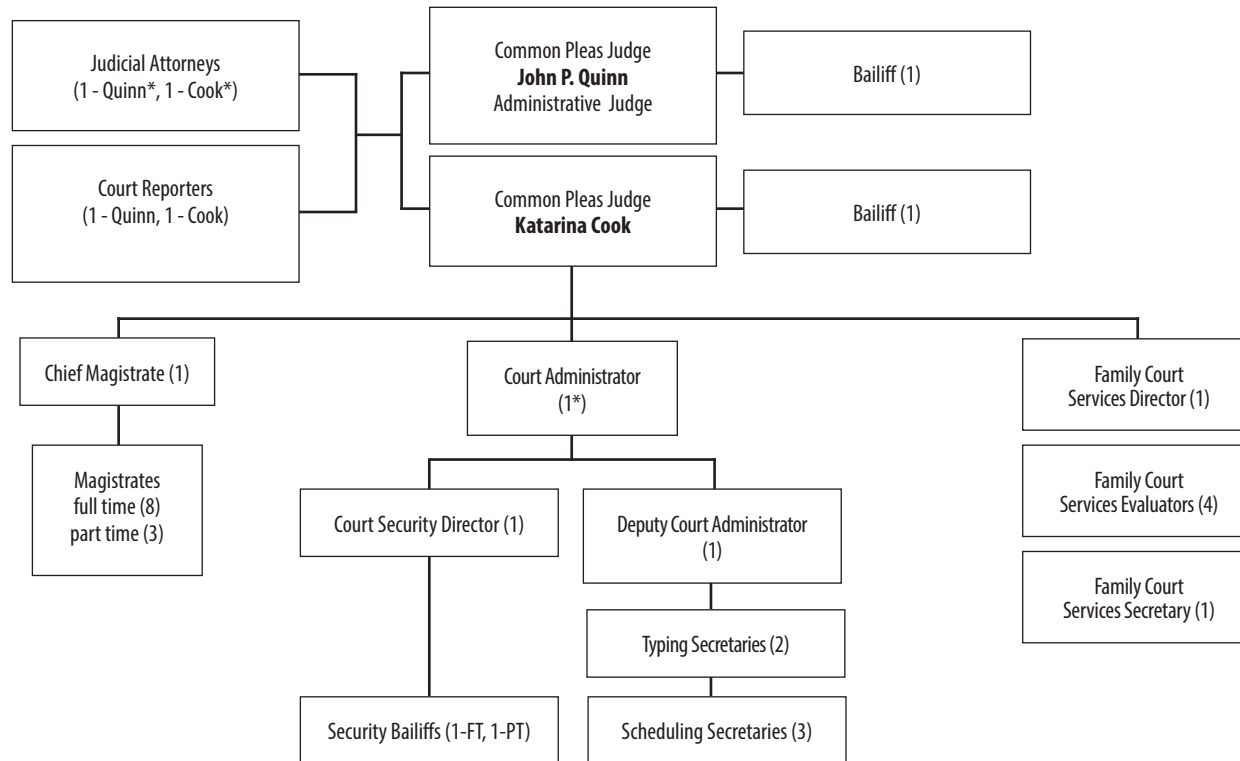 Judicial Attorneys
(1 - Quinn*, 1 - Cook*)
Court Reporters
(1 - Quinn, 1 - Cook)
Common Pleas Judge
John P. Quinn
Administrative Judge
Bailiff (1)
Common Pleas Judge
Katarina Cook
Bailiff (1)
Chief Magistrate (1)
Magistrates
full time (8)
part time (3)
Court Administrator
(1*)
Court Security Director (1)
Security Bailiffs (1-FT, 1-PT)
Deputy Court Administrator
(1)
Typing Secretaries (2)
Scheduling Secretaries (3)
Family Court
Services Director (1)
Family Court
Services Evaluators (4)
Family Court
Services Secretary (1)